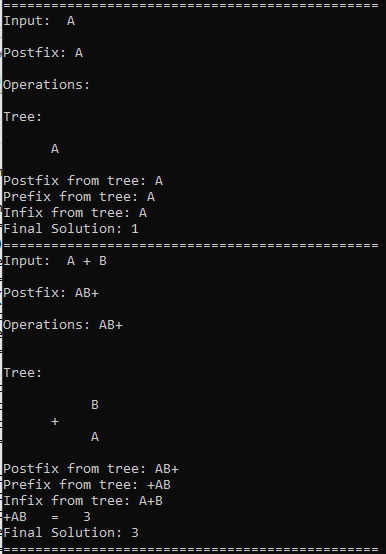 ===============================================
Input:  A
Postfix: A
Operations:
Tree:
A
Postfix from tree: A
Prefix from tree: A
Infix from tree: A
Final Solution: 1
===============================================
Input:  A + B
Postfix: AB+
Operations: AB+
Tree:
B
+
A
Postfix from tree: AB+
Prefix from tree: +AB
Infix from tree: A+B
+AB   =   3
Final Solution: 3
===============================================